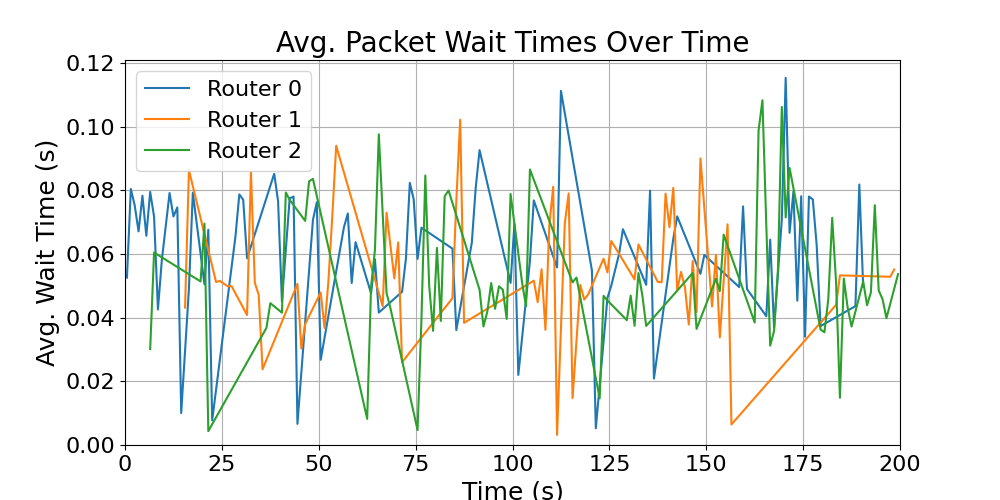 Avg. Packet Wait Times Over Time
Avg. Wait Time (s)
0.12
0.10
0.08
0.06
0.04
0.02
0.00
Router 0
Router 1
Router 2
0 25 50 75 100 125 150 175 200
Time (s)